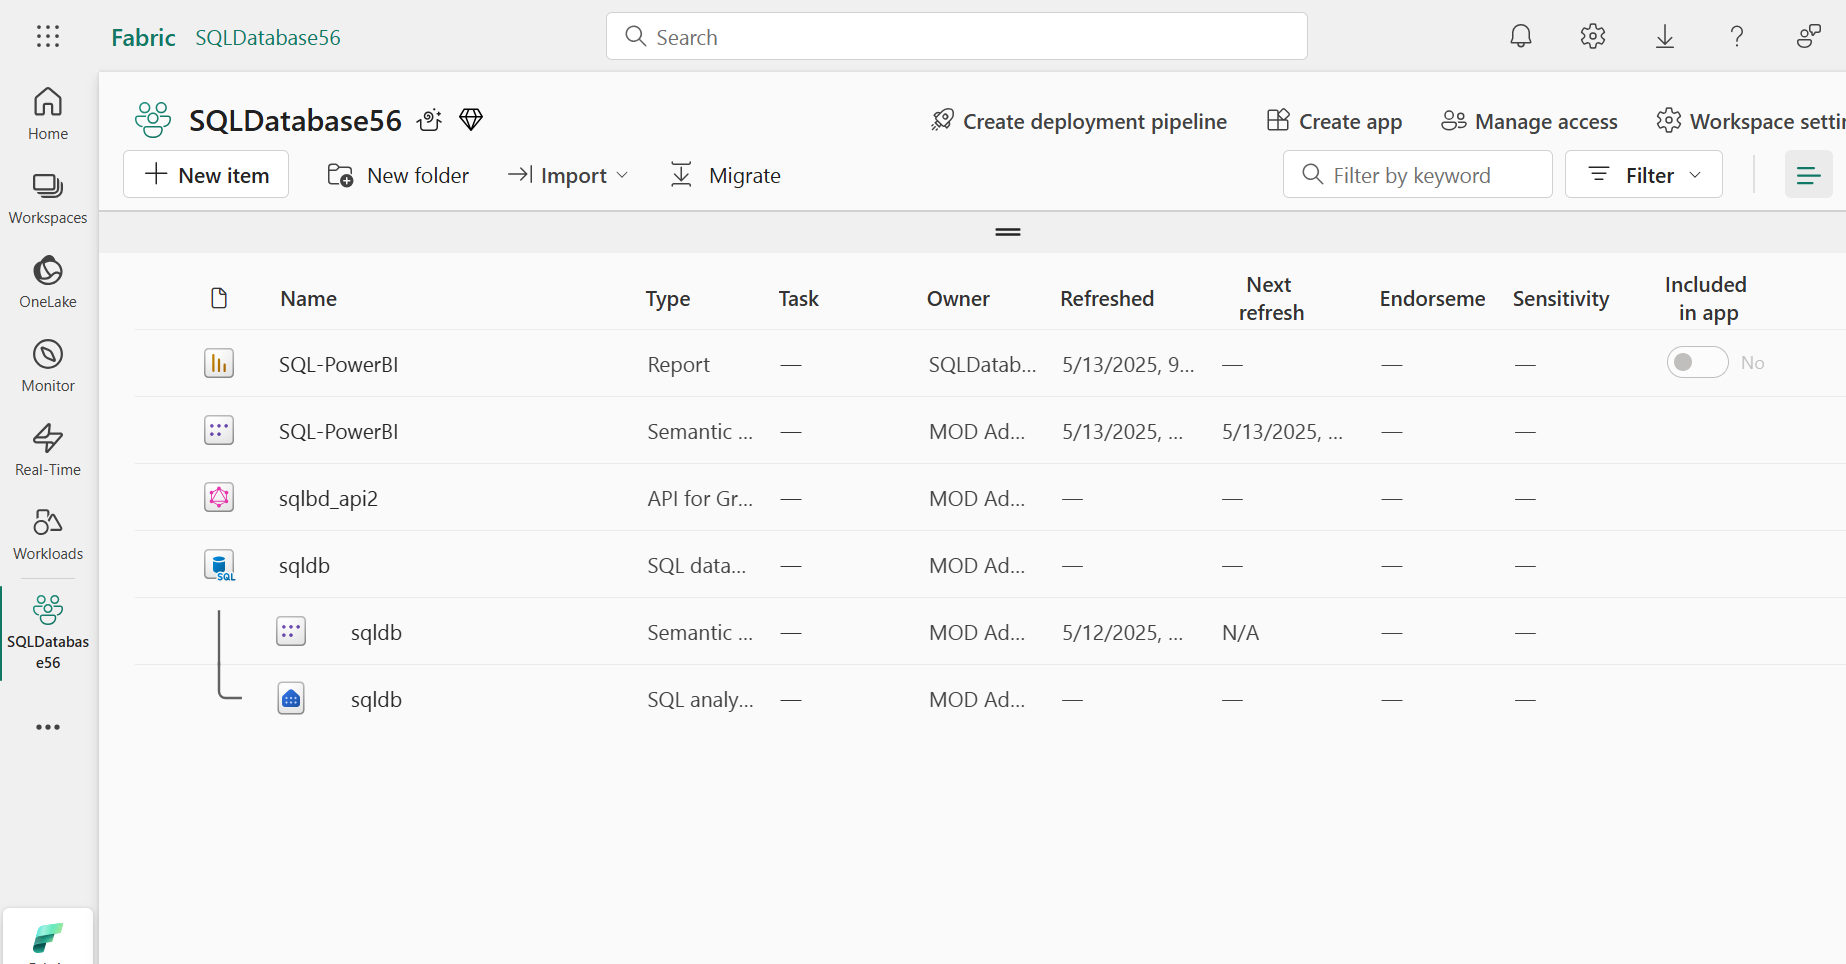 Fabric SQLDatabase56
Search
Home
Workspaces
OneLake
Monitor
Real-Time
Workloads
SQLDatabas
e56
SQLDatabase56
Create deployment pipeline
Create app
Manage access
Workspace settin
New item
New folder
Import
Migrate
Filter by keyword
Filter
Name Type Task Owner Refreshed Next refresh Endorseme Sensitivity Included in app
SQL-PowerBI Report — SQLDatab... 5/13/2025, 9... — — — No
SQL-PowerBI Semantic ... — MOD Ad... 5/13/2025, ... 5/13/2025, ... — —
sqlbd_api2 API for Gr... — MOD Ad... — — — —
SQL sqldb SQL data... — MOD Ad... — — — —
sqldb Semantic ... — MOD Ad... 5/12/2025, ... N/A — —
sqldb SQL analy... — MOD Ad... — — — —